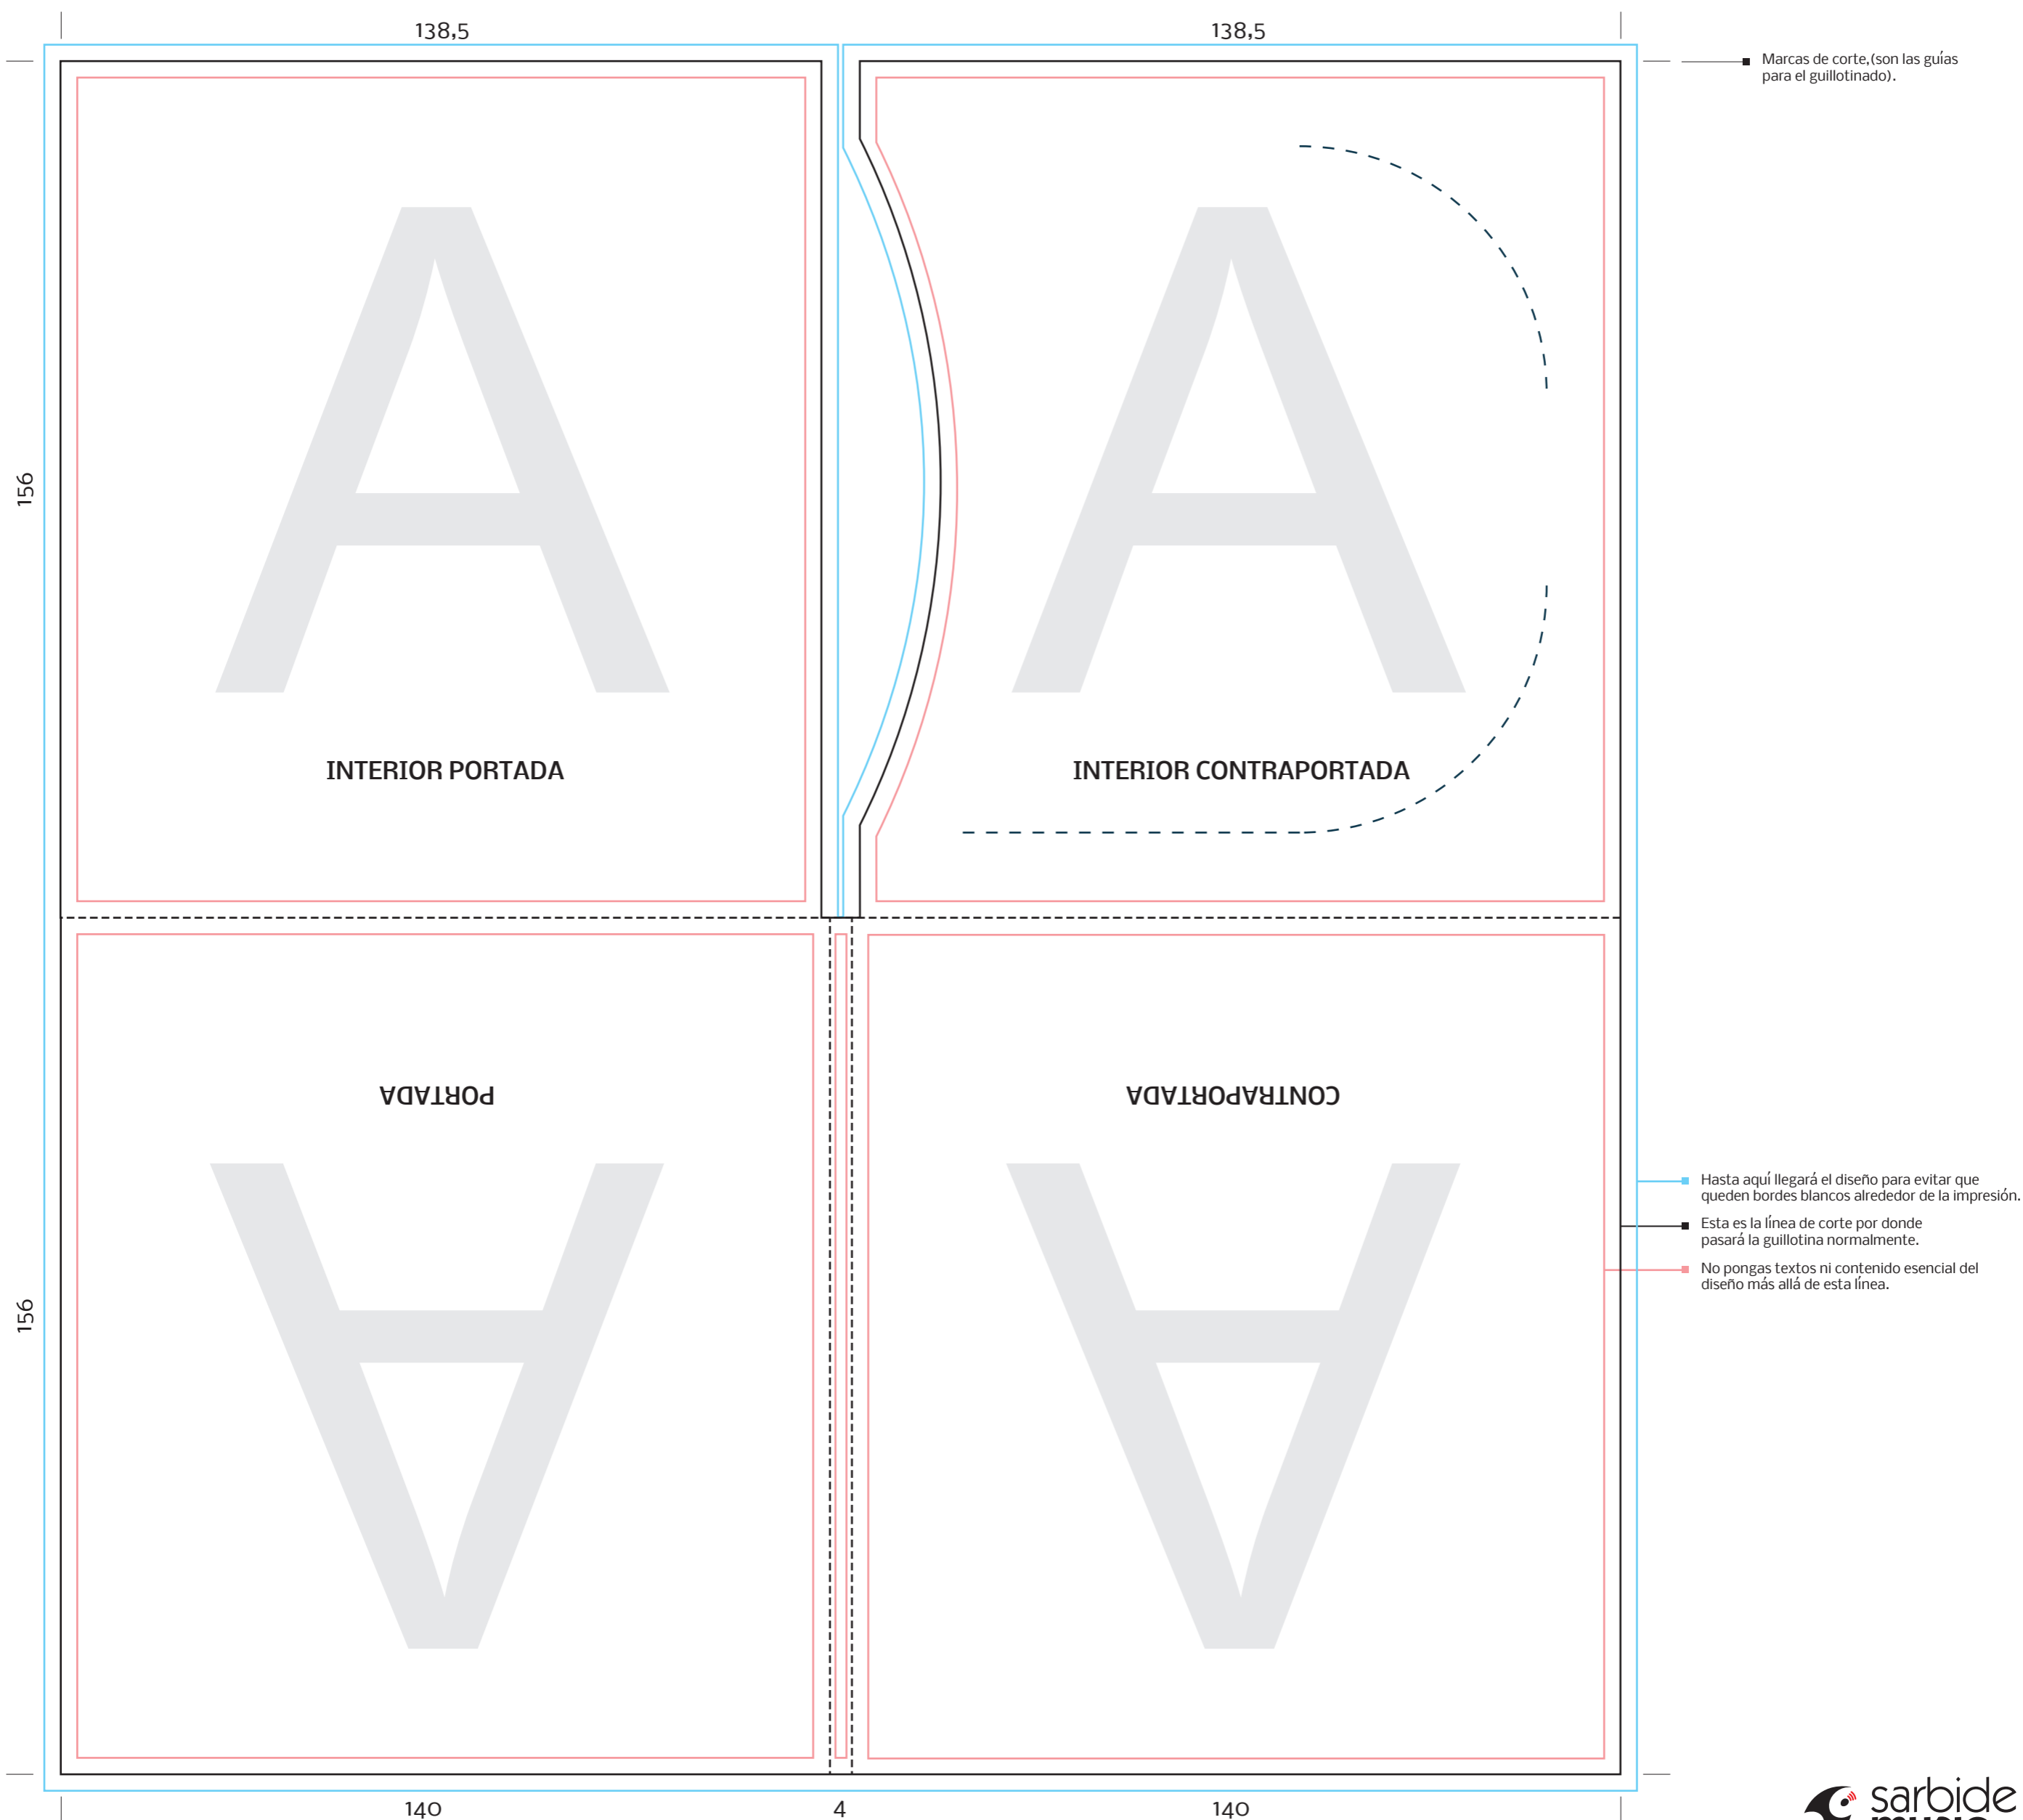 138,5
138,5
Marcas de corte,(son las guías
para el guillotinado).
156
A
A
INTERIOR PORTADA
INTERIOR CONTRAPORTADA
PORTADA
CONTRAPORTADA
A
A
Hasta aquí llegará el diseño para evitar que
queden bordes blancos alrededor de la impresión.
Esta es la línea de corte por donde
pasará la guillotina normalmente.
No pongas textos ni contenido esencial del
diseño más allá de esta línea.
156
140
4
140
sarbide
music